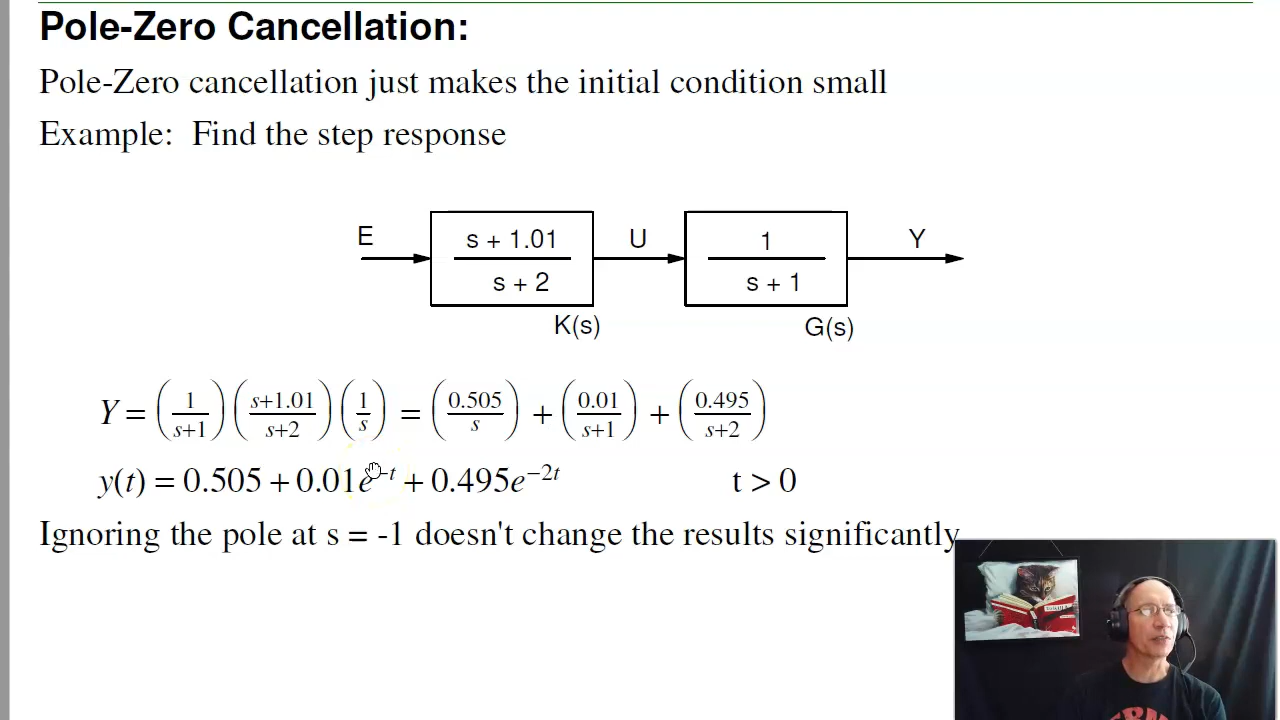 Pole-Zero Cancellation:
Pole-Zero cancellation just makes the initial condition small
Example: Find the step response
E
s + 1.01
s + 2
K(s)
U
1
s + 1
G(s)
Y
Y = (1/(s+1)) ((s+1.01)/(s+2)) (1/s) = (0.505/s) + (0.01/(s+1)) + (0.495/(s+2))
y(t) = 0.505 + 0.01e^−t + 0.495e^−2t t > 0
Ignoring the pole at s = -1 doesn't change the results significantly